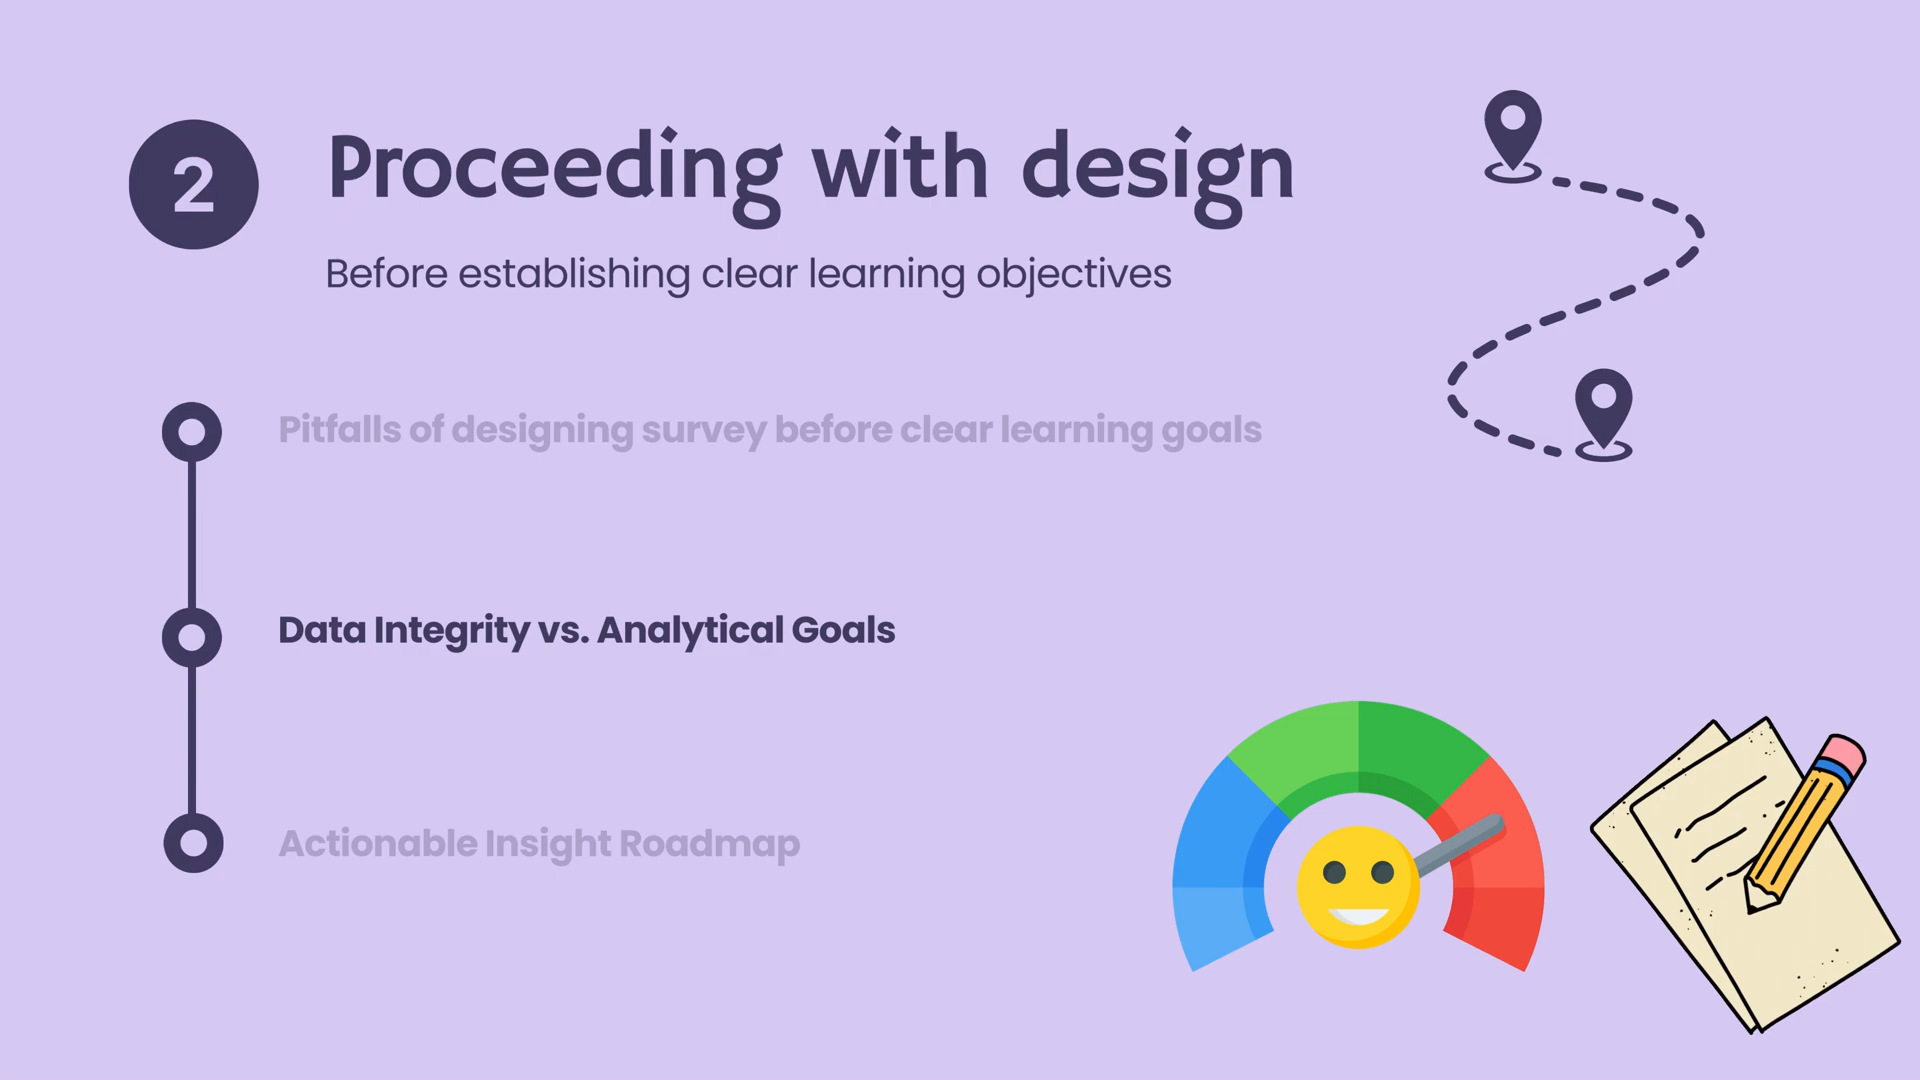 2
Proceeding with design
Before establishing clear learning objectives
Pitfalls of designing survey before clear learning goals
Data Integrity vs. Analytical Goals
Actionable Insight Roadmap